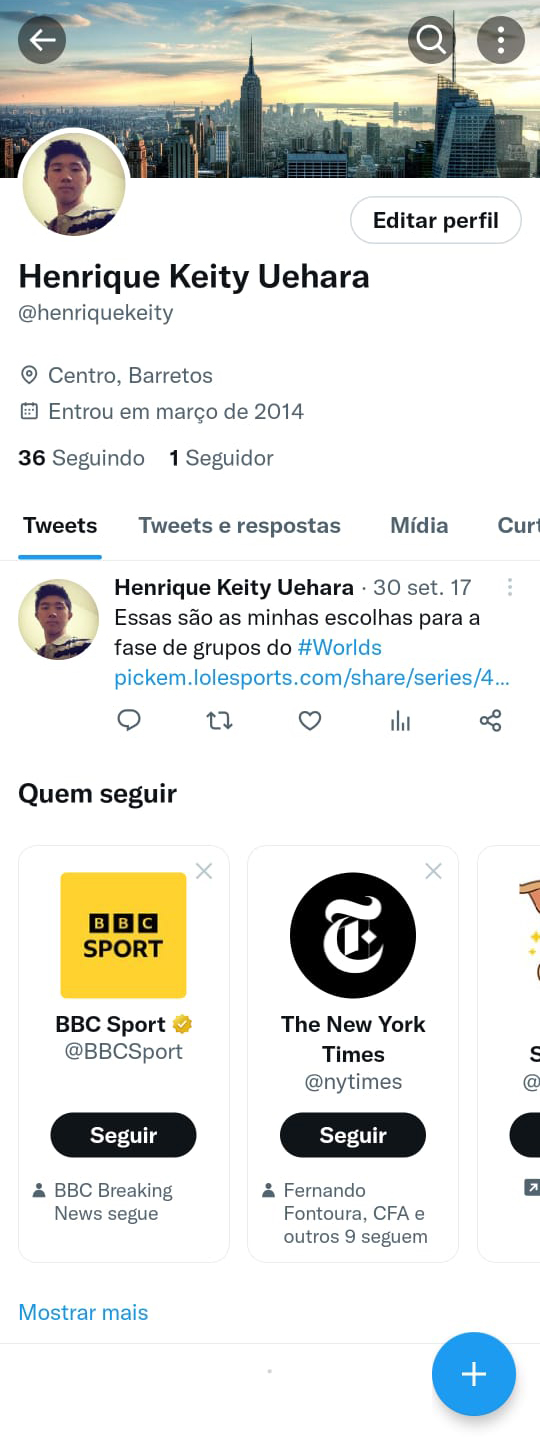 Editar perfil
Henrique Keity Uehara
@henriquekeity
Centro, Barretos
Entrou em março de 2014
36 Seguindo 1 Seguidor
Tweets Tweets e respostas Mídia Curt
Henrique Keity Uehara · 30 set. 17
Essas são as minhas escolhas para a
fase de grupos do #Worlds
pickem.lolesports.com/share/series/4...
Quem seguir
BBC
SPORT
BBC Sport
@BBCSport
Seguir
BBC Breaking
News segue
T
The New York
Times
@nytimes
Seguir
Fernando
Fontoura, CFA e
outros 9 seguem
S
@
Mostrar mais